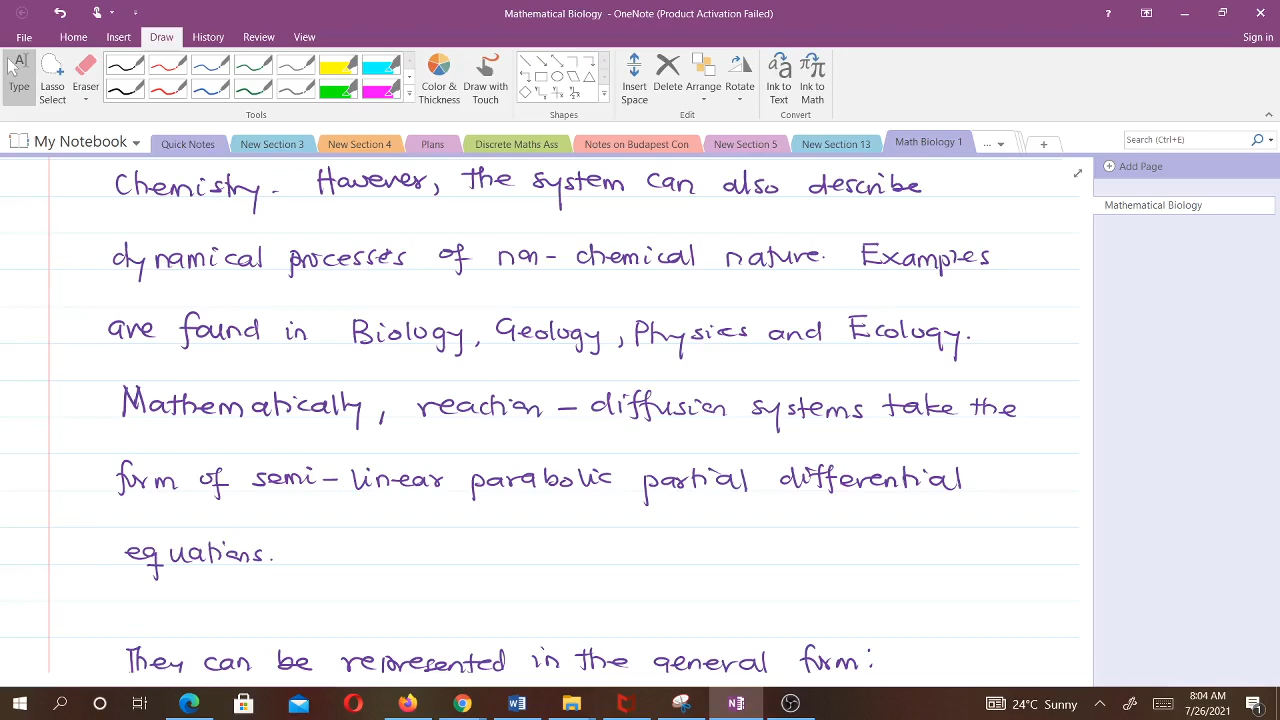 Mathematical Biology - OneNote (Product Activation Failed)
File Home Insert Draw History Review View Sign in
Type Lasso Select Eraser Color & Thickness Draw with Touch Insert Space Delete Arrange Rotate Ink to Text Ink to Math
Tools Shapes Edit Convert
My Notebook Quick Notes New Section 3 New Section 4 Plans Discrete Maths Ass Notes on Budapest Con New Section 5 New Section 13 Math Biology 1 ... Search (Ctrl+E)
Add Page
Mathematical Biology
Chemistry. However, the system can also describe
dynamical processes of non-chemical nature. Examples
are found in Biology, Geology, Physics and Ecology.
Mathematically, reaction - diffusion systems take the
form of semi-linear parabolic partial differential
equations.
They can be represented in the general form:
24°C Sunny 8:04 AM
7/26/2021